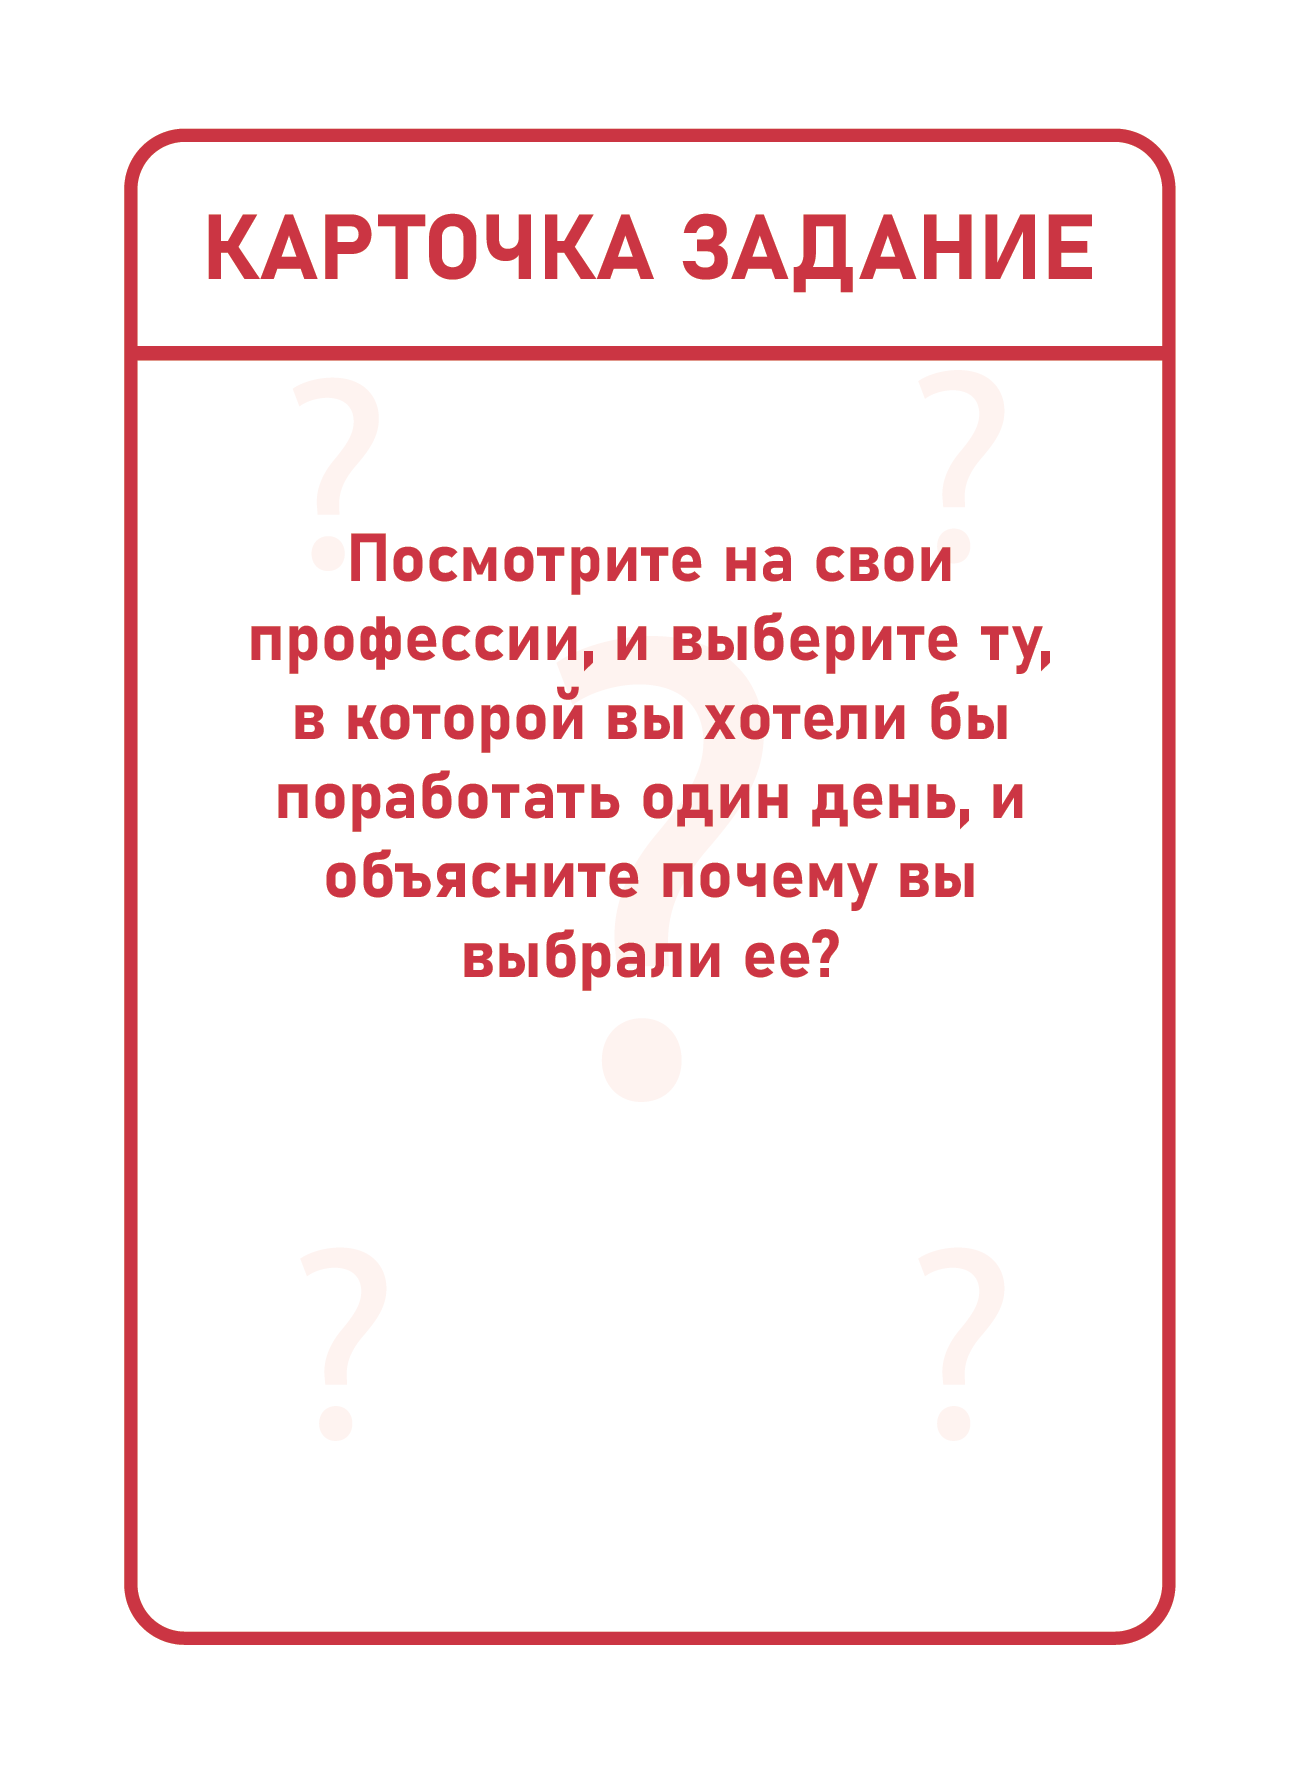 КАРТОЧКА ЗАДАНИЕ
?
?
Посмотрите на свои
профессии, и выберите ту,
в которой вы хотели бы
поработать один день, и
объясните почему вы
выбрали ее?
?
?
?